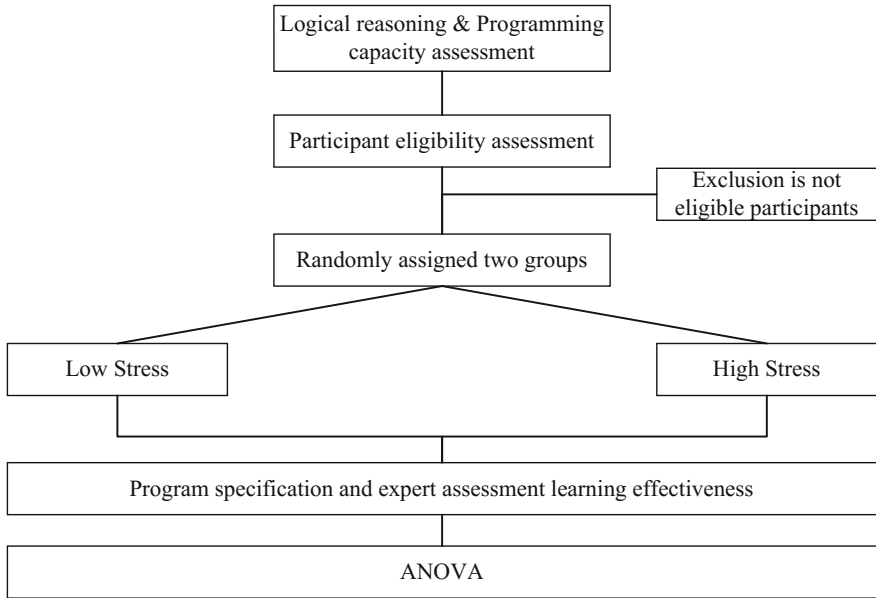 Logical reasoning & Programming
capacity assessment
Participant eligibility assessment
Exclusion is not
eligible participants
Randomly assigned two groups
Low Stress
High Stress
Program specification and expert assessment learning effectiveness
ANOVA